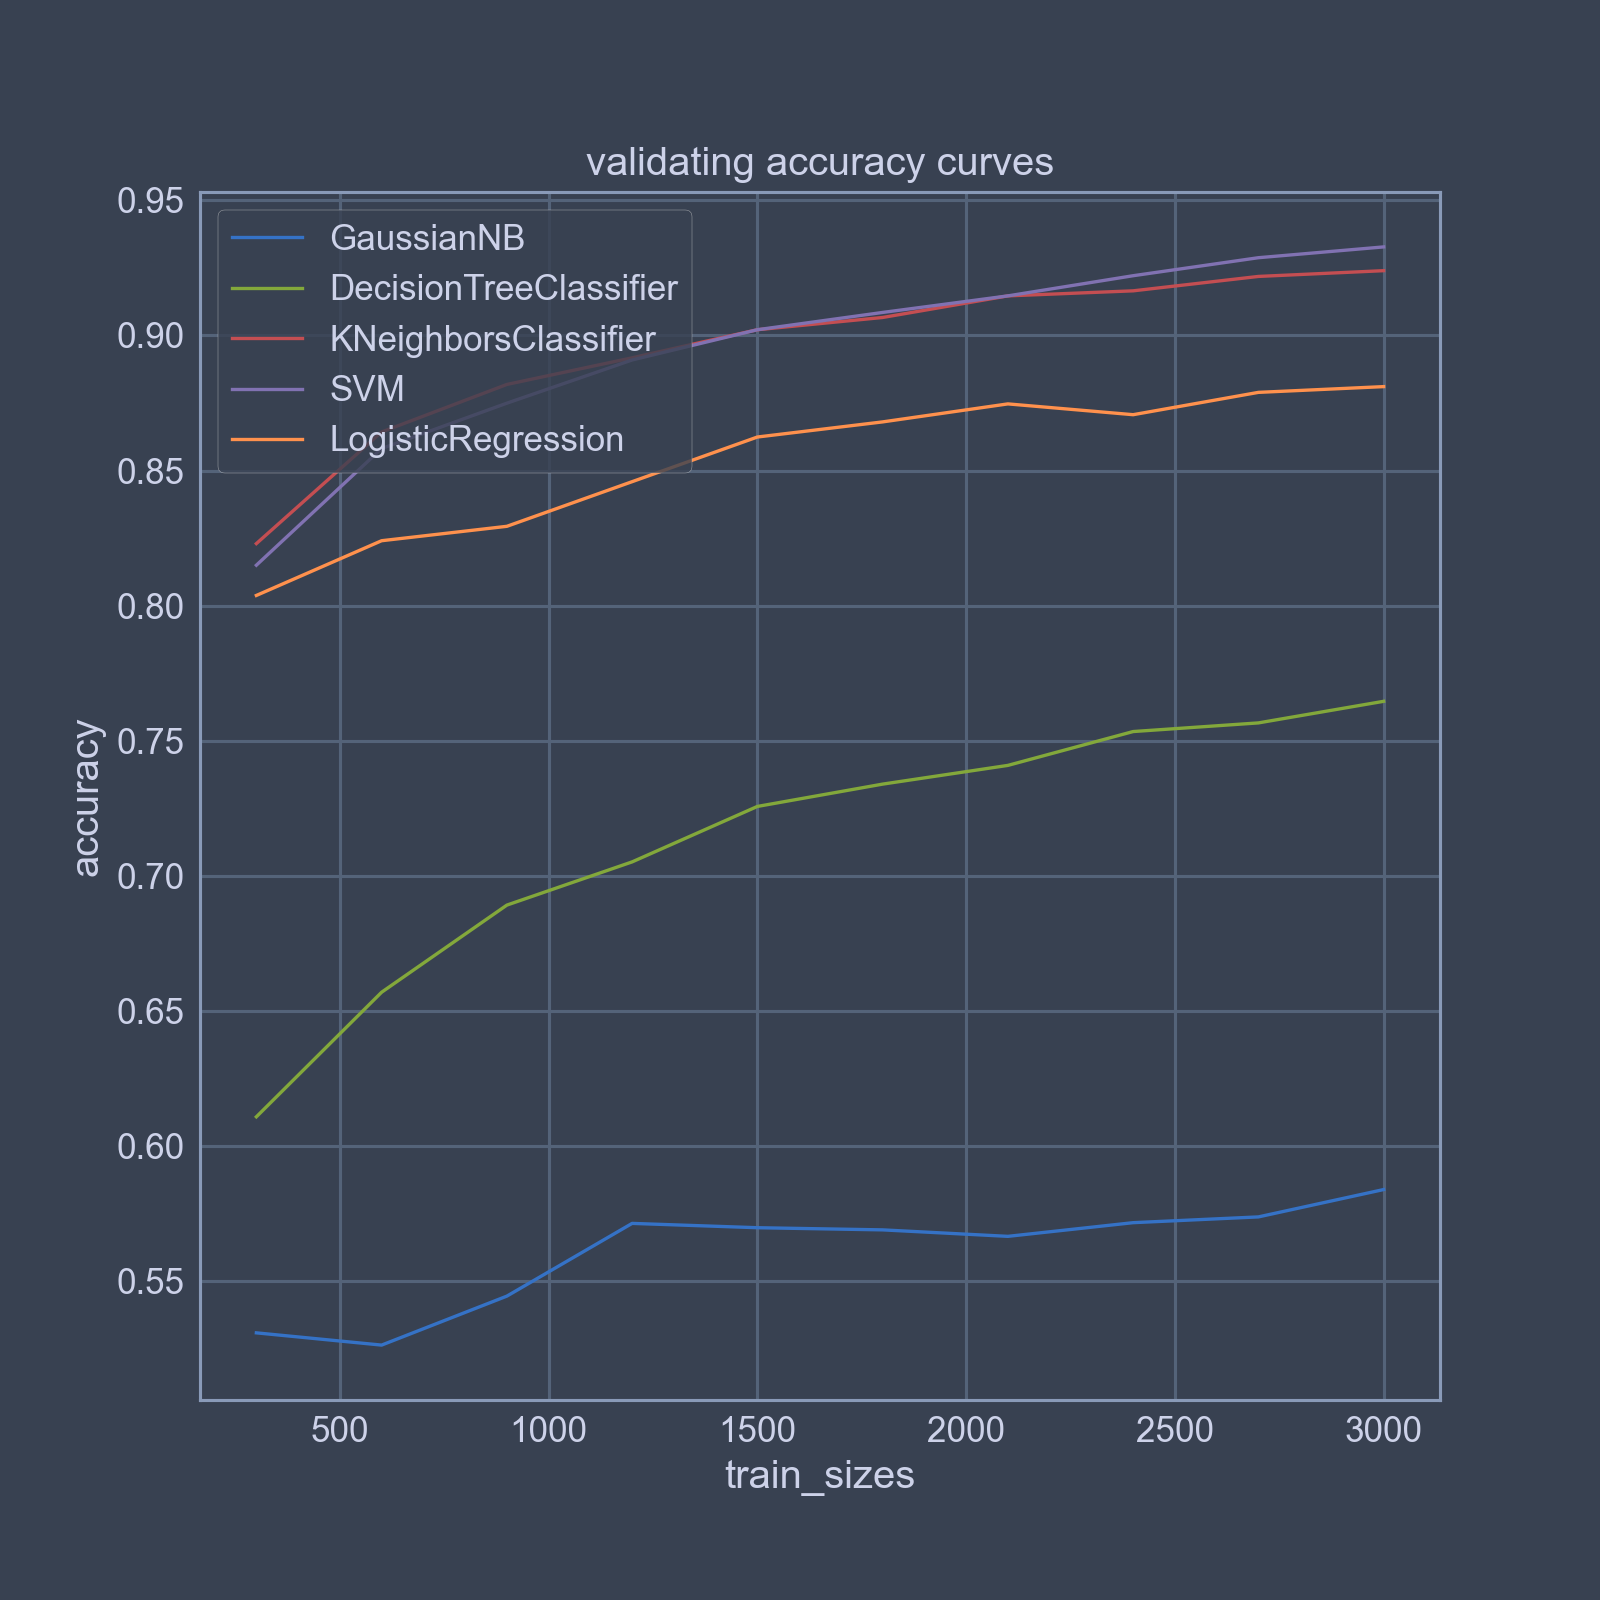 validating accuracy curves
0.95
0.90
0.85
0.80
0.75
0.70
0.65
0.60
0.55
accuracy
GaussianNB
DecisionTreeClassifier
KNeighborsClassifier
SVM
LogisticRegression
500 1000 1500 2000 2500 3000
train_sizes